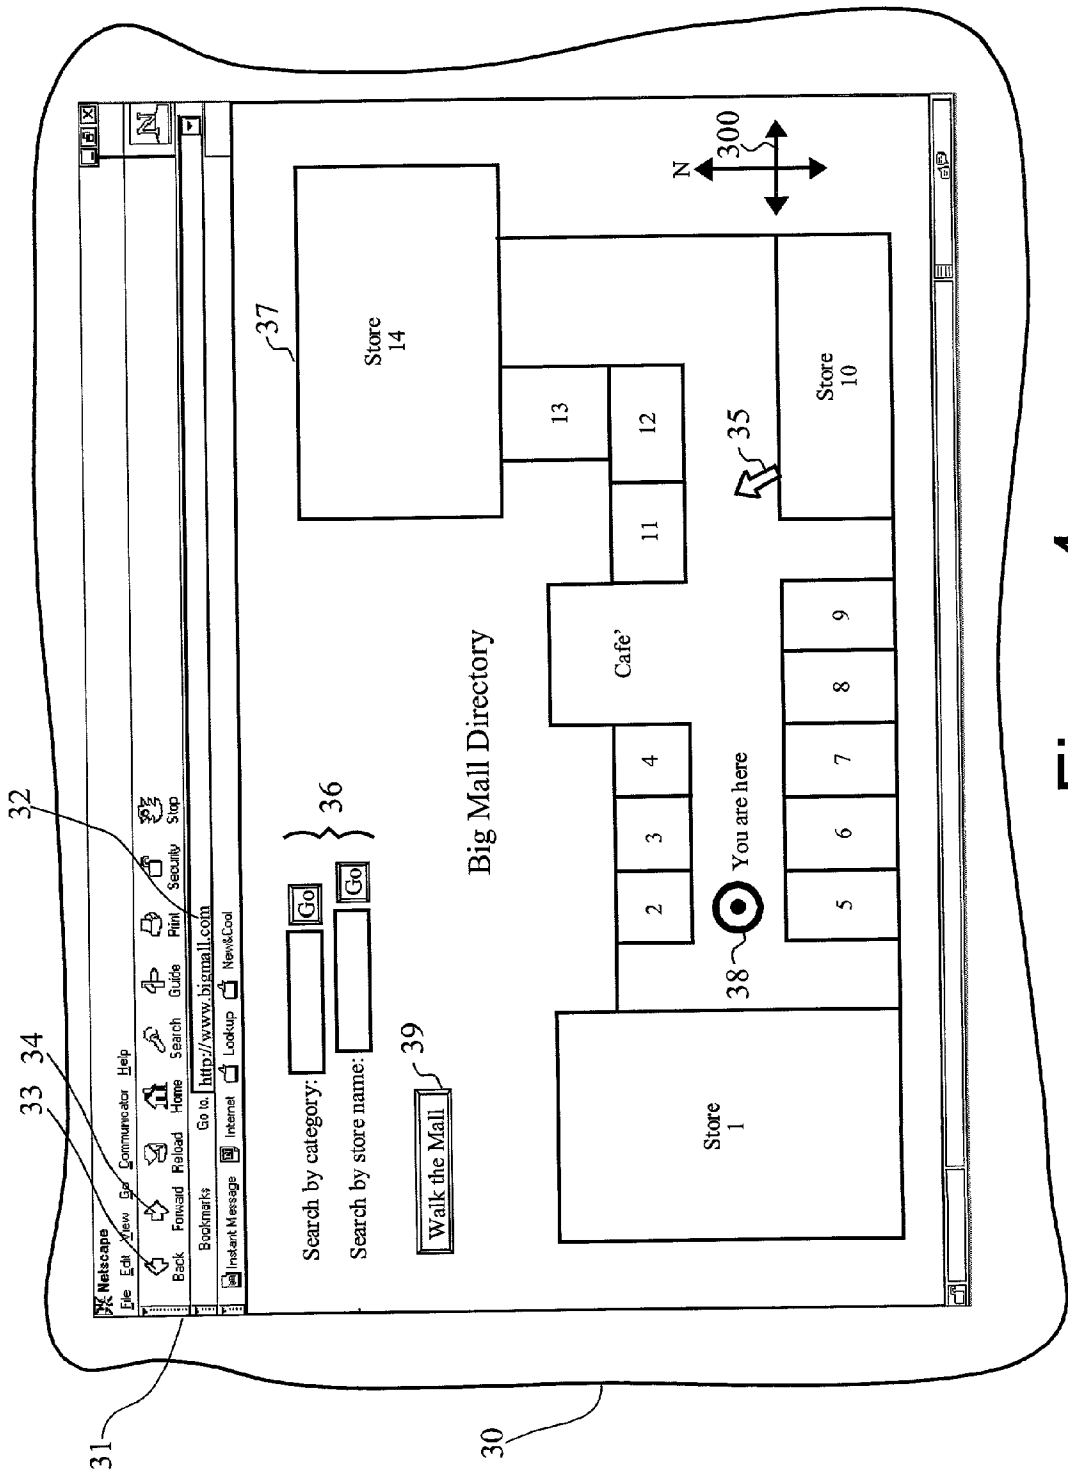 32
33
34
31
Netscape
File Edit View Go Communicator Help
N
Back Forward Reload Home Search Guide Print Security Stop
Bookmarks Go to: http://www.bigmall.com
Instant Message Internet Lookup New&Cool
Search by category: Go
Search by store name: Go
36
37
Walk the Mall
39
Big Mall Directory
Store
14
13
Store
1
2
3
4
Cafe’
11
12
38
You are here
35
N
300
5
6
7
8
9
Store
10
30